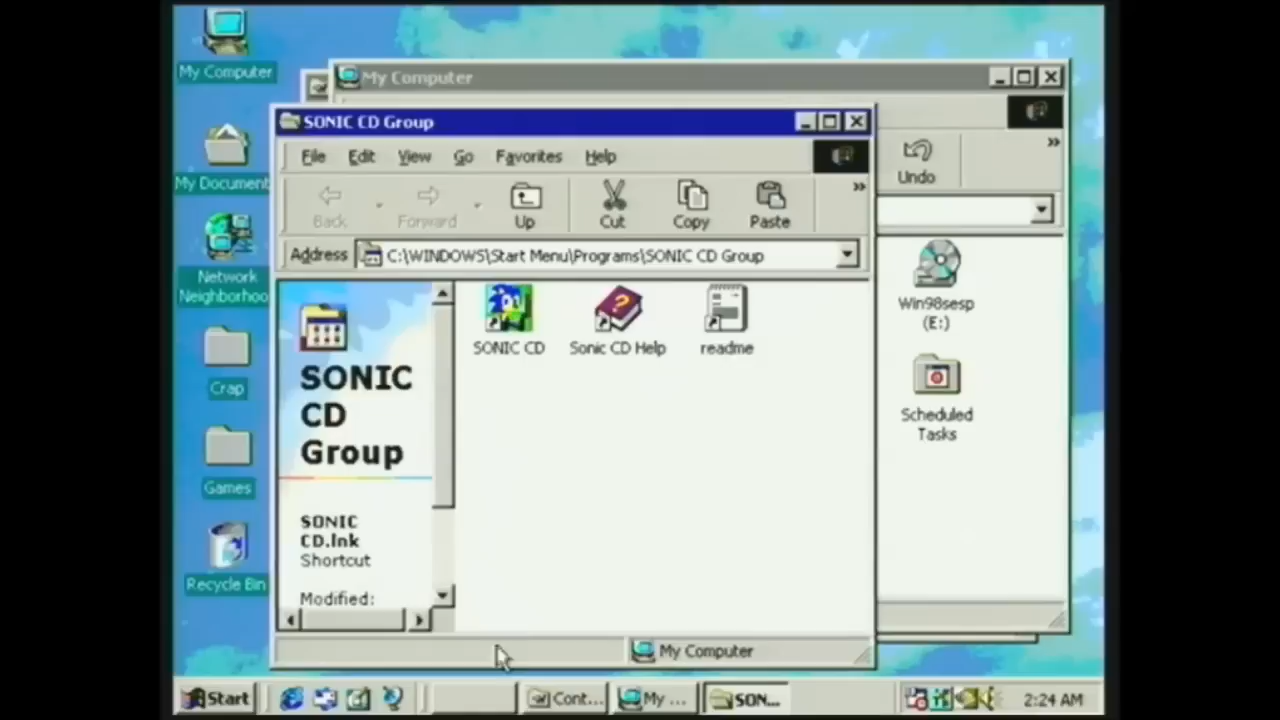 My Computer
My Document
Network
Neighborhoo
Crap
Games
Recycle Bin
My Computer
Undo
Win98sesp
(E:)
Scheduled
Tasks
SONIC CD Group
File Edit View Go Favorites Help
Back Forward Up Cut Copy Paste
Address C:\WINDOWS\Start Menu\Programs\SONIC CD Group
SONIC
CD
Group
SONIC
CD.lnk
Shortcut
Modified:
SONIC CD
Sonic CD Help
readme
My Computer
Start
Cont...
My ...
SON...
2:24 AM